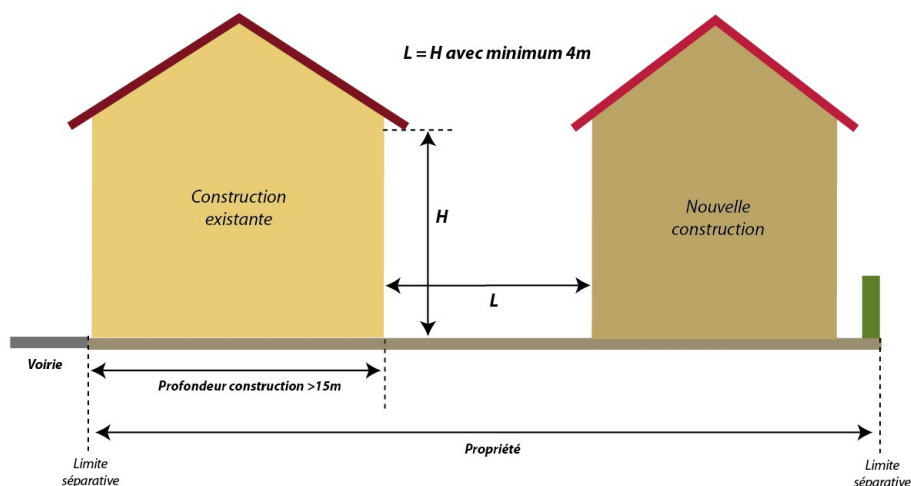 L = H avec minimum 4m
Construction
existante
Nouvelle
construction
H
L
Voirie
Profondeur construction >15m
Propriété
Limite
séparative
Limite
séparative